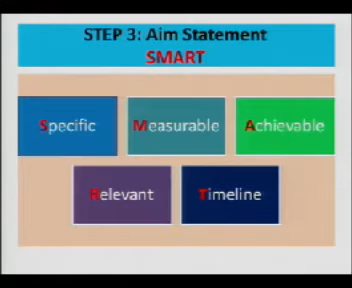 STEP 3: Aim Statement
SMART
Specific
Measurable
Achievable
Relevant
Timeline